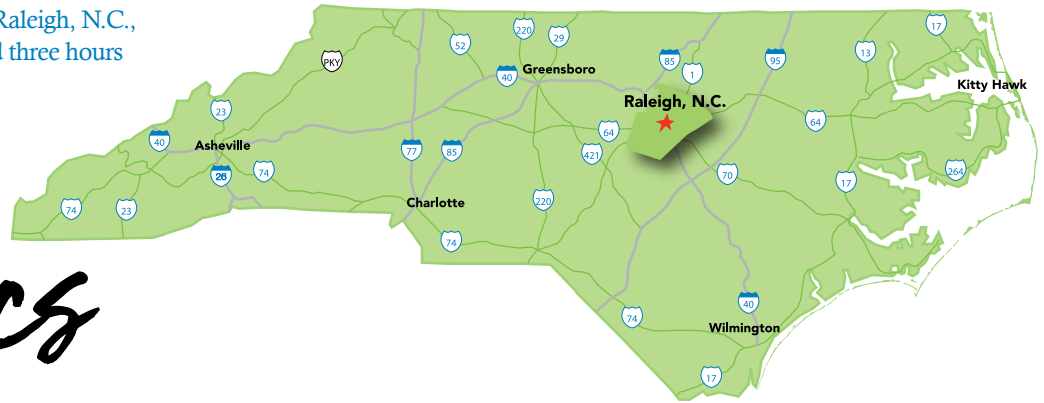 Raleigh, N.C.,
three hours
220
29
17
52
13
PKY
85
1
95
40
Greensboro
Kitty Hawk
Raleigh, N.C.
23
64
40
64
Asheville
77
85
421
26
74
70
17
264
Charlotte
220
74
23
74
40
74
Wilmington
17
cs